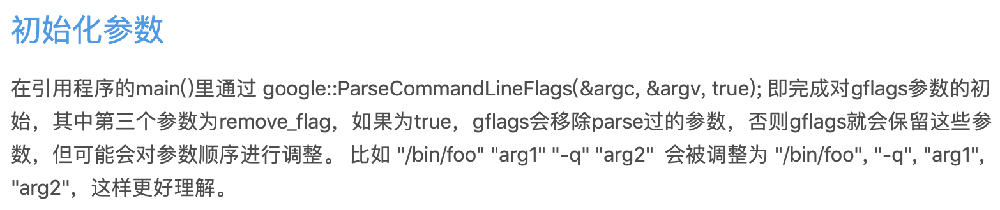 初始化参数
在引用程序的main()里通过 google::ParseCommandLineFlags(&argc, &argv, true); 即完成对gflags参数的初
始，其中第三个参数为remove_flag，如果为true，gflags会移除parse过的参数，否则gflags就会保留这些参
数，但可能会对参数顺序进行调整。 比如 "/bin/foo" "arg1" "-q" "arg2"  会被调整为 "/bin/foo", "-q", "arg1",
"arg2"，这样更好理解。